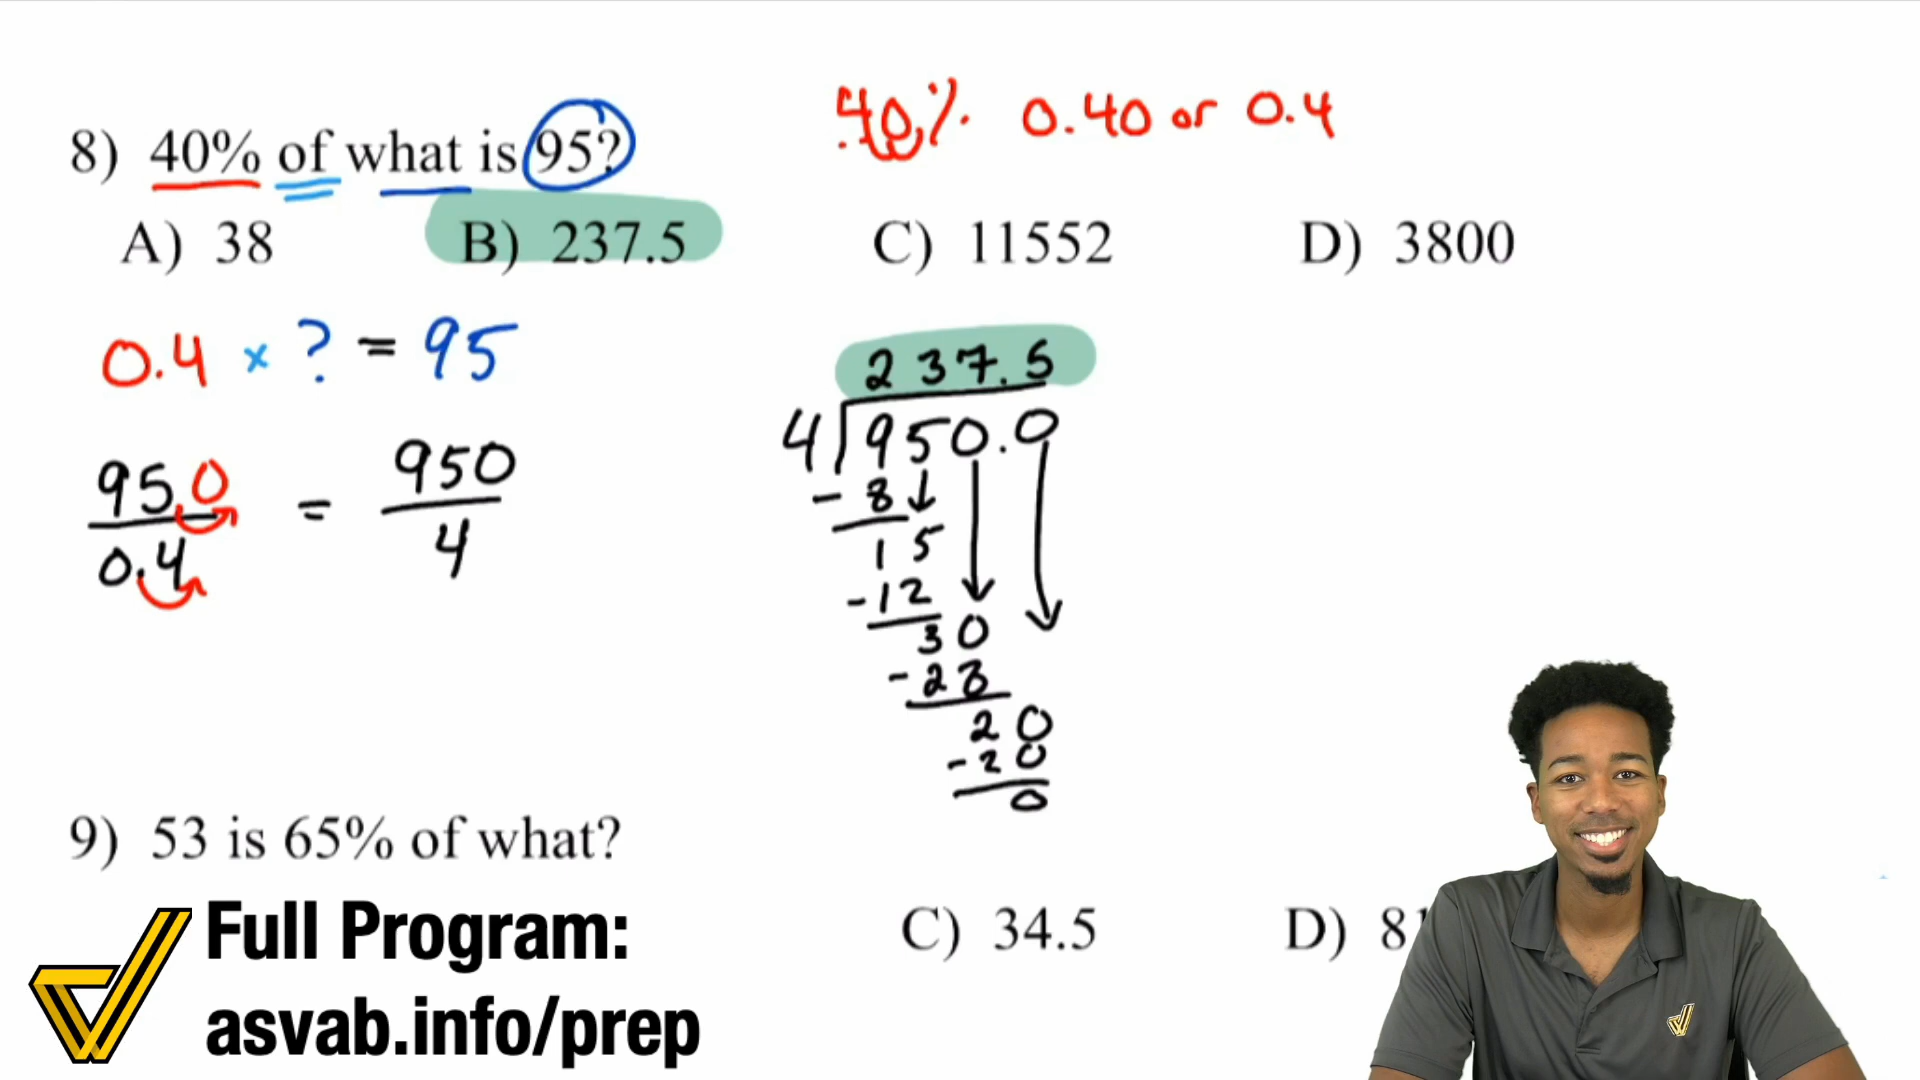 8) 40% of what is 95?
40% 0.40 or 0.4
A) 38 B) 237.5 C) 11552 D) 3800
0.4 × ? = 95
95.0 / 0.4 = 950 / 4
237.5
4 950.0
- 8
15
-12
30
-28
20
-20
0
9) 53 is 65% of what?
C) 34.5 D) 81
Full Program:
asvab.info/prep